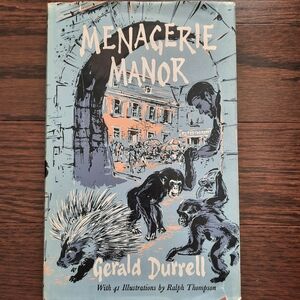 MENAGERIE
MANOR
Gerald Durrell
With 41 Illustrations by Ralph Thompson